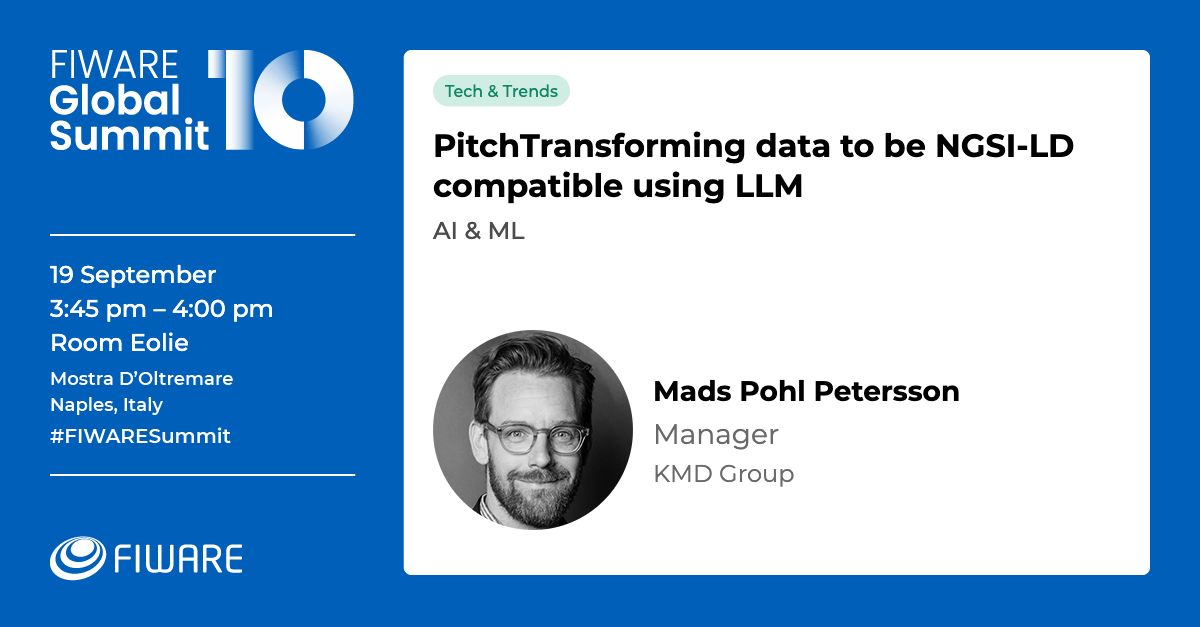 FIWARE
Global
Summit
10
19 September
3:45 pm – 4:00 pm
Room Eolie
Mostra D’Oltremare
Naples, Italy
#FIWARESummit
FIWARE
Tech & Trends
PitchTransforming data to be NGSI-LD
compatible using LLM
AI & ML
Mads Pohl Petersson
Manager
KMD Group